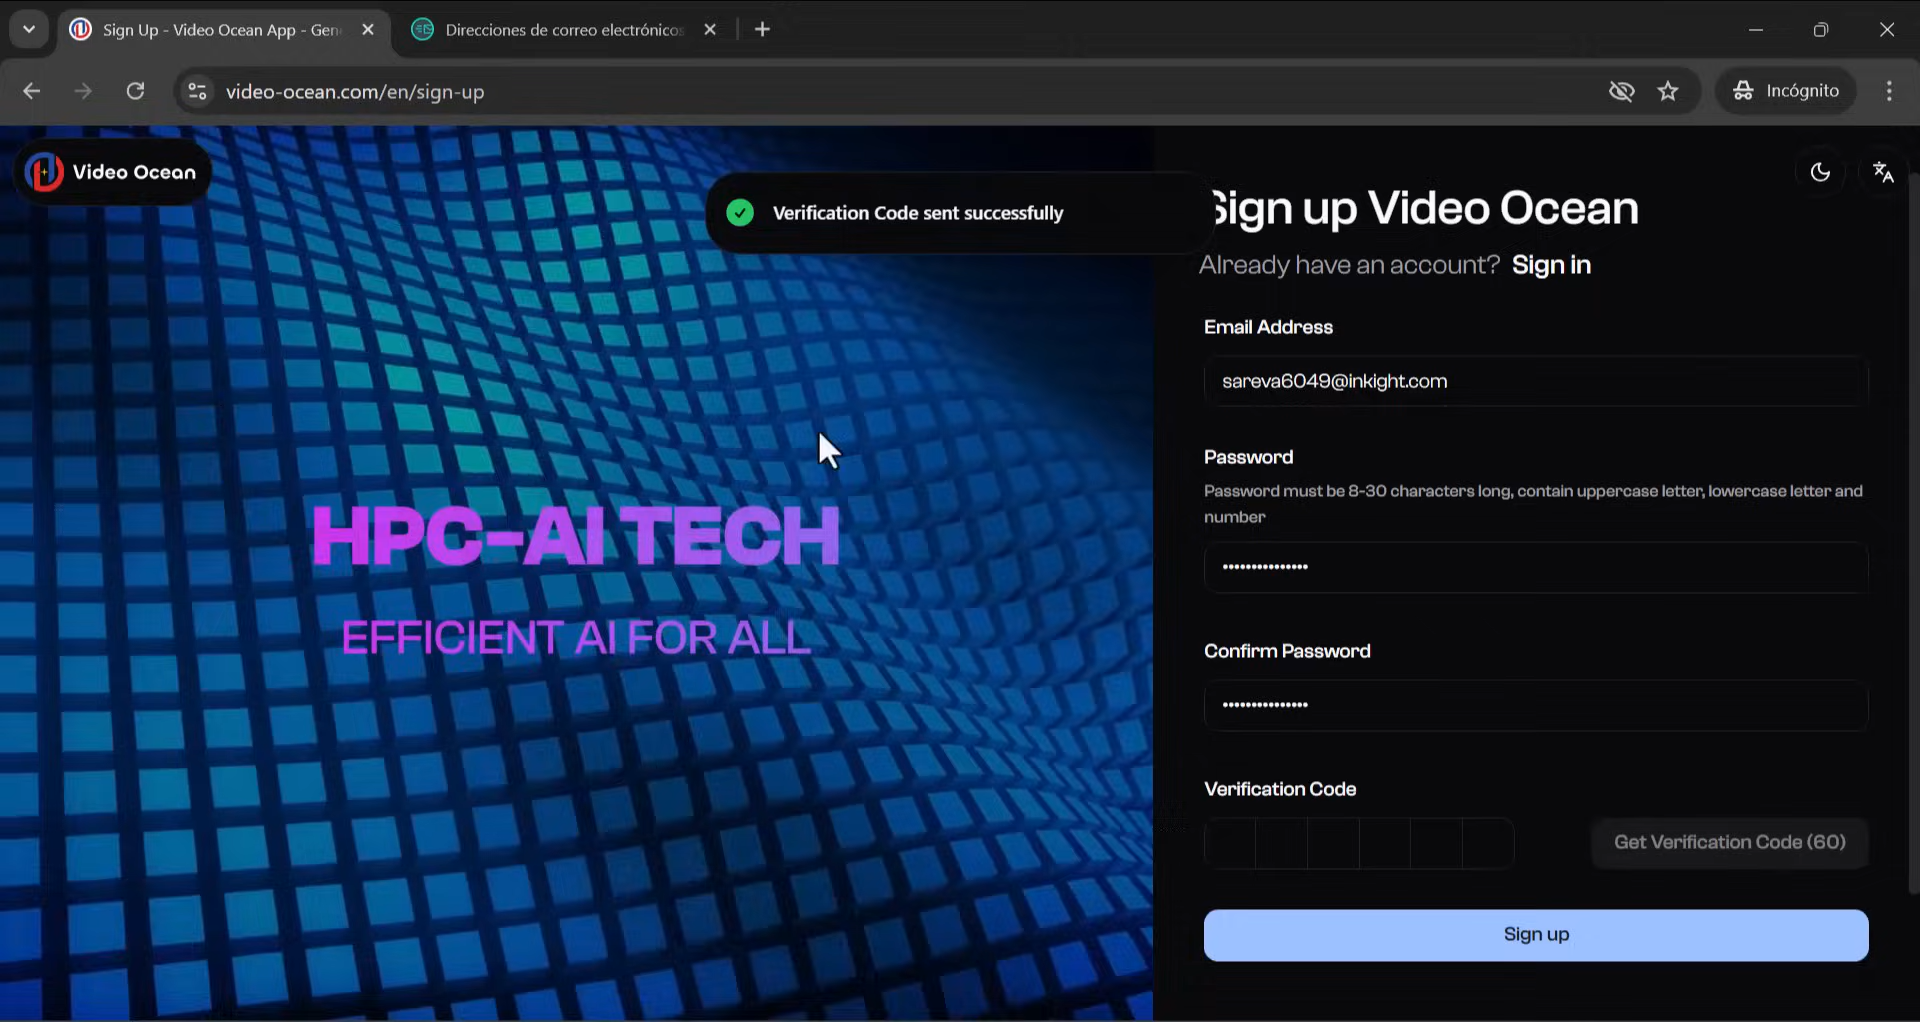 Sign Up - Video Ocean App - Gen
Direcciones de correo electrónicos
video-ocean.com/en/sign-up
Incógnito
Video Ocean
Verification Code sent successfully
Sign up Video Ocean
Already have an account? Sign in
Email Address
sareva6049@inkight.com
Password
Password must be 8-30 characters long, contain uppercase letter, lowercase letter and
number
HPC-AI TECH
EFFICIENT AI FOR ALL
Confirm Password
Verification Code
Get Verification Code (60)
Sign up